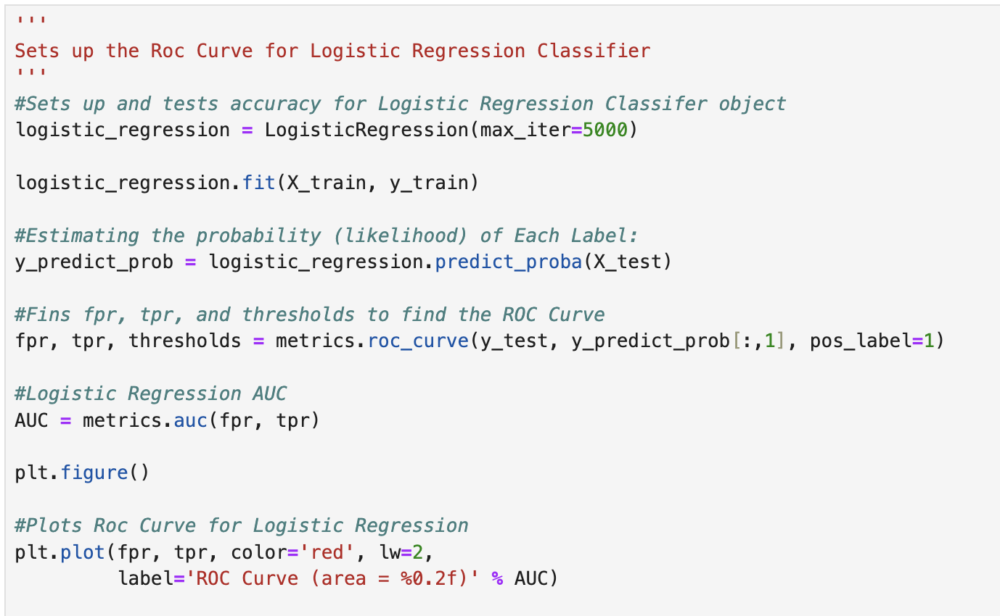 '''
Sets up the Roc Curve for Logistic Regression Classifier
'''
#Sets up and tests accuracy for Logistic Regression Classifer object
logistic_regression = LogisticRegression(max_iter=5000)

logistic_regression.fit(X_train, y_train)

#Estimating the probability (likelihood) of Each Label:
y_predict_prob = logistic_regression.predict_proba(X_test)

#Fins fpr, tpr, and thresholds to find the ROC Curve
fpr, tpr, thresholds = metrics.roc_curve(y_test, y_predict_prob[:,1], pos_label=1)

#Logistic Regression AUC
AUC = metrics.auc(fpr, tpr)

plt.figure()

#Plots Roc Curve for Logistic Regression
plt.plot(fpr, tpr, color='red', lw=2,
         label='ROC Curve (area = %0.2f)' % AUC)